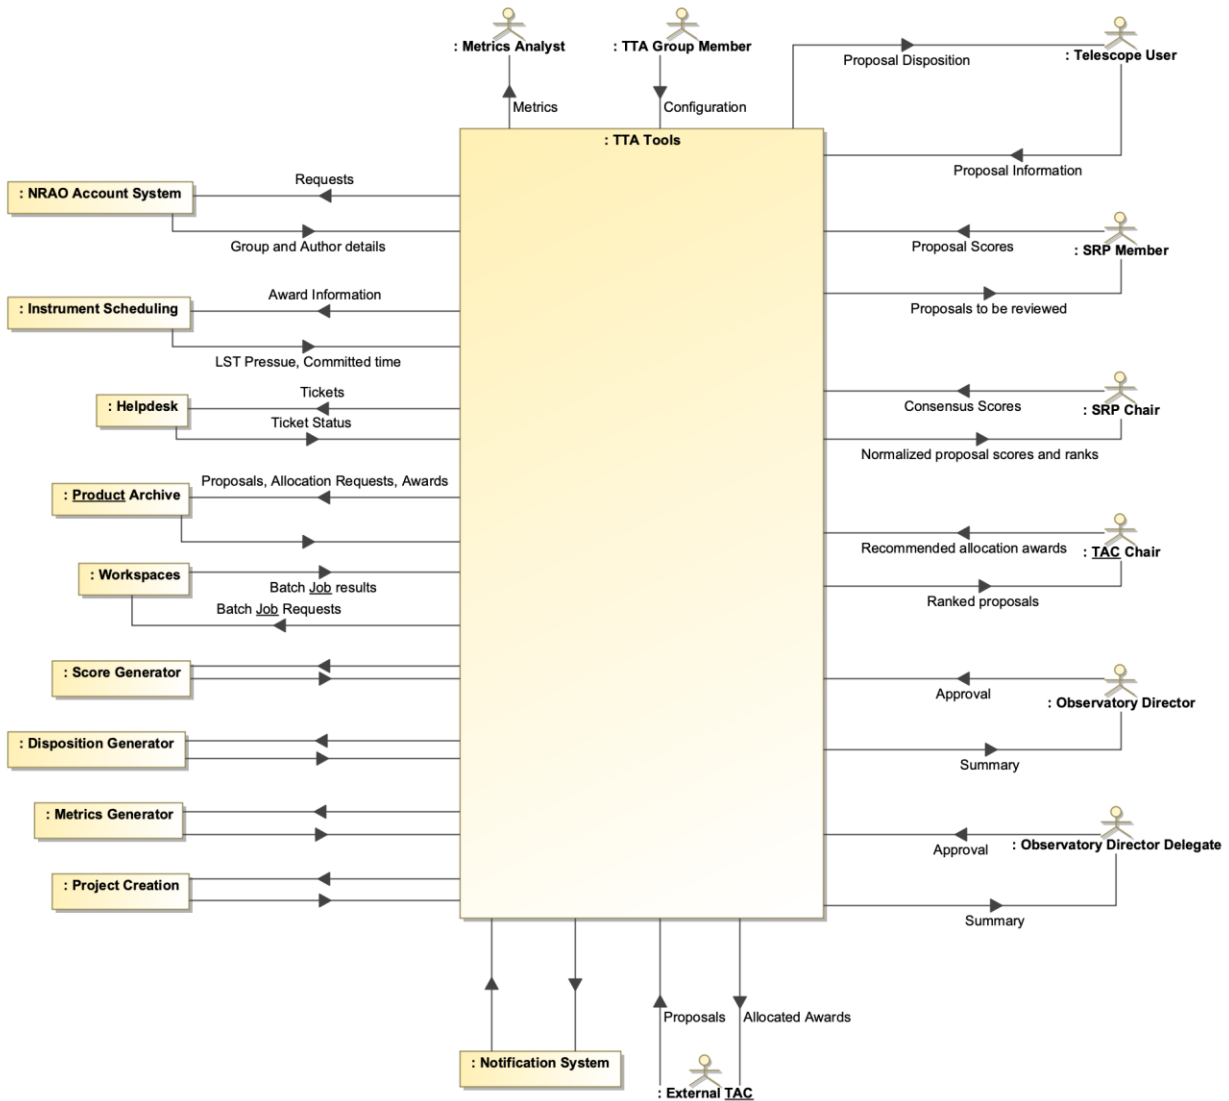 : Metrics Analyst
: TTA Group Member
: Telescope User
Proposal Disposition
Metrics
Configuration
: TTA Tools
Proposal Information
Requests
: NRAO Account System
Group and Author details
Proposal Scores
: SRP Member
Award Information
: Instrument Scheduling
Proposals to be reviewed
LST Pressue, Committed time
Tickets
: Helpdesk
Ticket Status
Consensus Scores
: SRP Chair
Normalized proposal scores and ranks
Proposals, Allocation Requests, Awards
: Product Archive
Recommended allocation awards
: TAC Chair
: Workspaces
Batch Job results
Batch Job Requests
Ranked proposals
: Score Generator
Approval
: Observatory Director
: Disposition Generator
Summary
: Metrics Generator
Approval
: Observatory Director Delegate
: Project Creation
Summary
Proposals
Allocated Awards
: Notification System
: External TAC